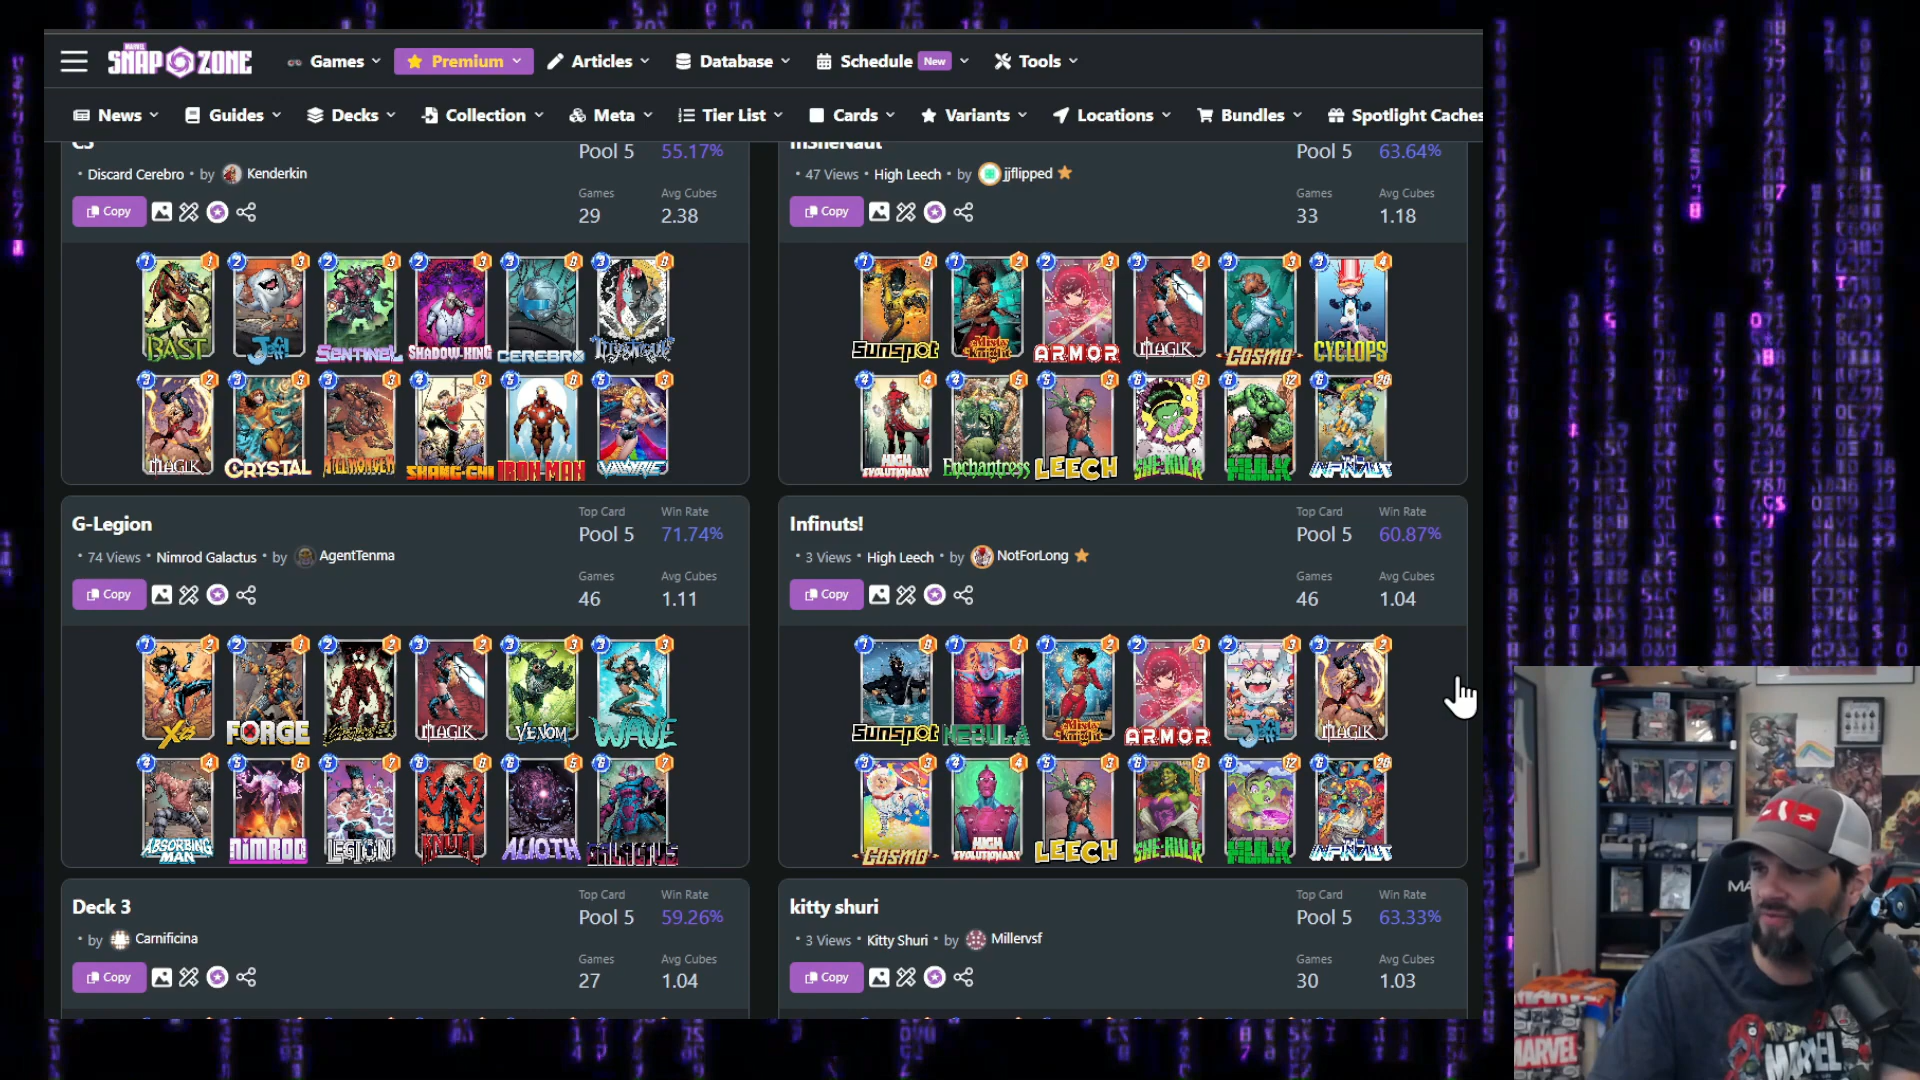 MARVEL
SNAP ZONE
Games
Premium
Articles
Database
Schedule New
Tools
News
Guides
Decks
Collection
Meta
Tier List
Cards
Variants
Locations
Bundles
Spotlight Caches
C3
Top Card
Pool 5
55.17%
• Discard Cerebro • by Kenderkin
Games
Avg Cubes
Copy
29
2.38
BAST
Jeff!
SENTINEL
SHADOW KING
CEREBRO
Mystique
MAGIK
CRYSTAL
KILLMONGER
SHANG-CHI
IRON MAN
VALKYRIE
InSheNaut
Pool 5
63.64%
• 47 Views • High Leech • by jjflipped
Games
Avg Cubes
Copy
33
1.18
Sunspot
Misty Knight
ARMOR
MAGIK
COSMO
CYCLOPS
HIGH EVOLUTIONARY
Enchantress
LEECH
SHE-HULK
HULK
INFINAUT
G-Legion
Top Card
Win Rate
Pool 5
71.74%
• 74 Views • Nimrod Galactus • by AgentTenma
Games
Avg Cubes
Copy
46
1.11
X-23
FORGE
CARNAGE
MAGIK
VENOM
WAVE
ABSORBING MAN
NIMROD
LEGION
KNULL
ALIOTH
GALACTUS
Infinuts!
Top Card
Win Rate
Pool 5
60.87%
• 3 Views • High Leech • by NotForLong
Games
Avg Cubes
Copy
46
1.04
Sunspot
NEBULA
Misty Knight
ARMOR
Jeff!
MAGIK
COSMO
HIGH EVOLUTIONARY
LEECH
SHE-HULK
HULK
INFINAUT
Deck 3
Top Card
Win Rate
Pool 5
59.26%
• by Carnificina
Games
Avg Cubes
Copy
27
1.04
kitty shuri
Top Card
Win Rate
Pool 5
63.33%
• 3 Views • Kitty Shuri • by Millervsf
Games
Avg Cubes
Copy
30
1.03
MARVEL
MARVEL